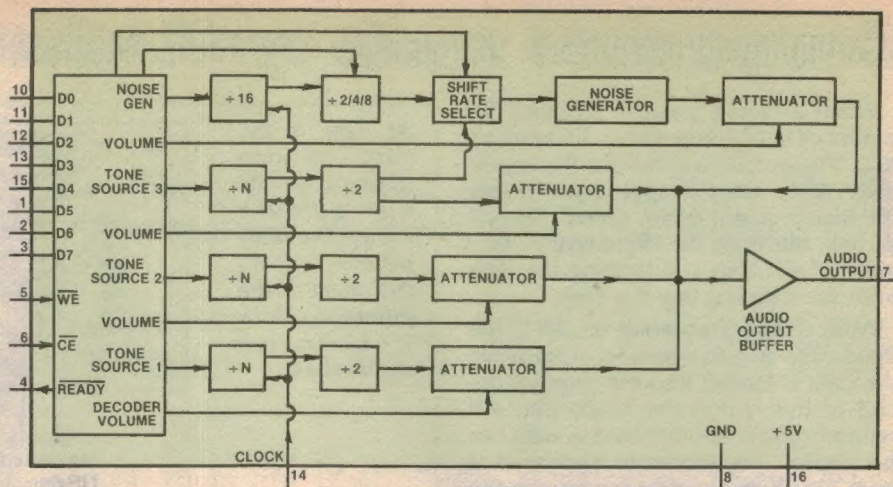 NOISE
GEN
÷16
÷2/4/8
SHIFT
RATE
SELECT
NOISE
GENERATOR
ATTENUATOR
10
D0
11
D1
12
D2
VOLUME
13
D3
TONE
SOURCE 3
÷N
÷2
ATTENUATOR
15
D4
1
D5
2
D6
VOLUME
3
D7
TONE
SOURCE 2
÷N
÷2
ATTENUATOR
AUDIO
OUTPUT
7
AUDIO
OUTPUT
BUFFER
5
WE
VOLUME
6
CE
TONE
SOURCE 1
÷N
÷2
ATTENUATOR
4
READY
DECODER
VOLUME
CLOCK
14
GND
8
+5V
16